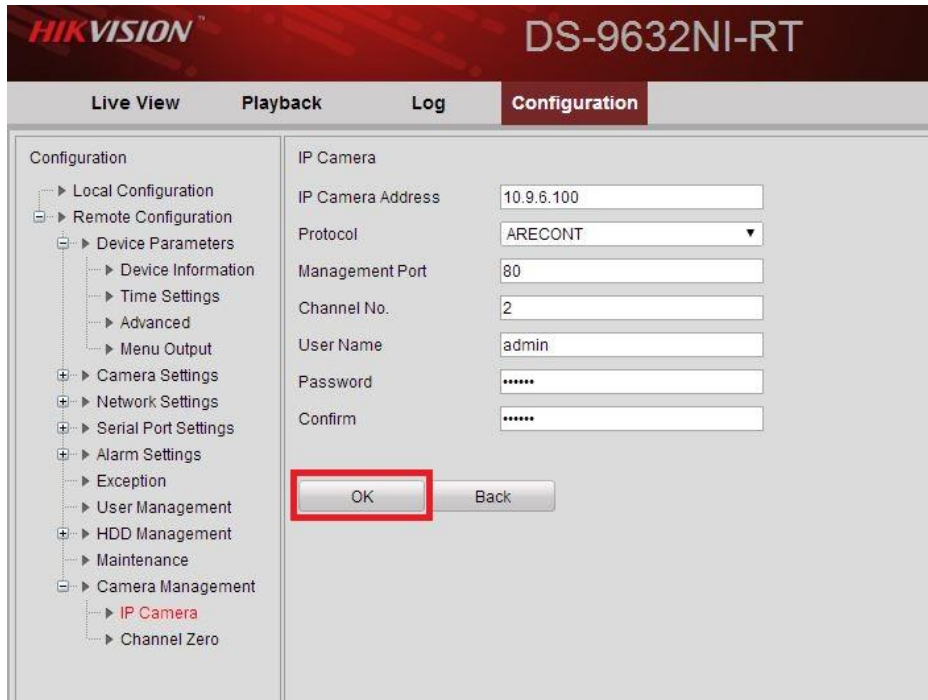 HIKVISION™
DS-9632NI-RT
Live View Playback Log Configuration
Configuration
Local Configuration
Remote Configuration
Device Parameters
Device Information
Time Settings
Advanced
Menu Output
Camera Settings
Network Settings
Serial Port Settings
Alarm Settings
Exception
User Management
HDD Management
Maintenance
Camera Management
IP Camera
Channel Zero
IP Camera
IP Camera Address 10.9.6.100
Protocol ARECONT
Management Port 80
Channel No. 2
User Name admin
Password ••••••
Confirm ••••••
OK Back